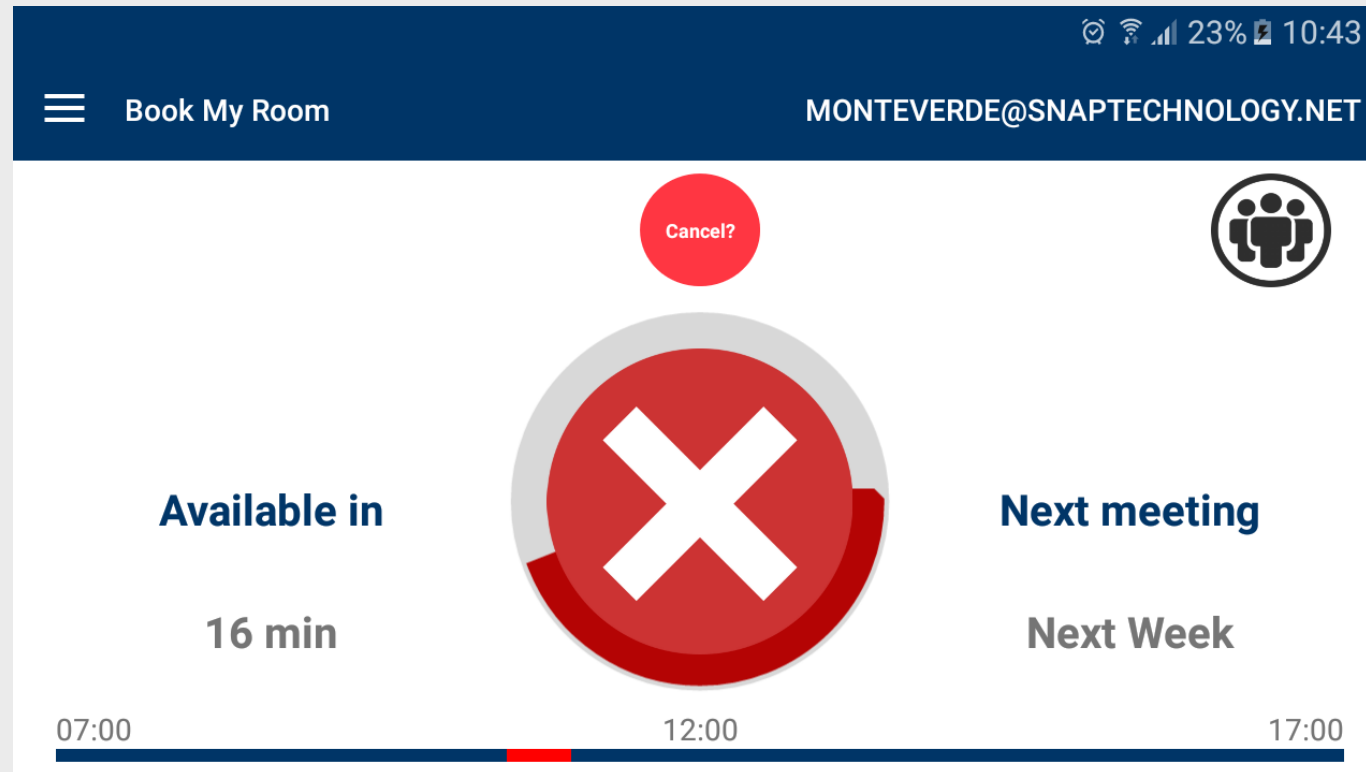 23% 10:43
Book My Room MONTEVERDE@SNAPTECHNOLOGY.NET
Cancel?
Available in
16 min
Next meeting
Next Week
07:00 12:00 17:00